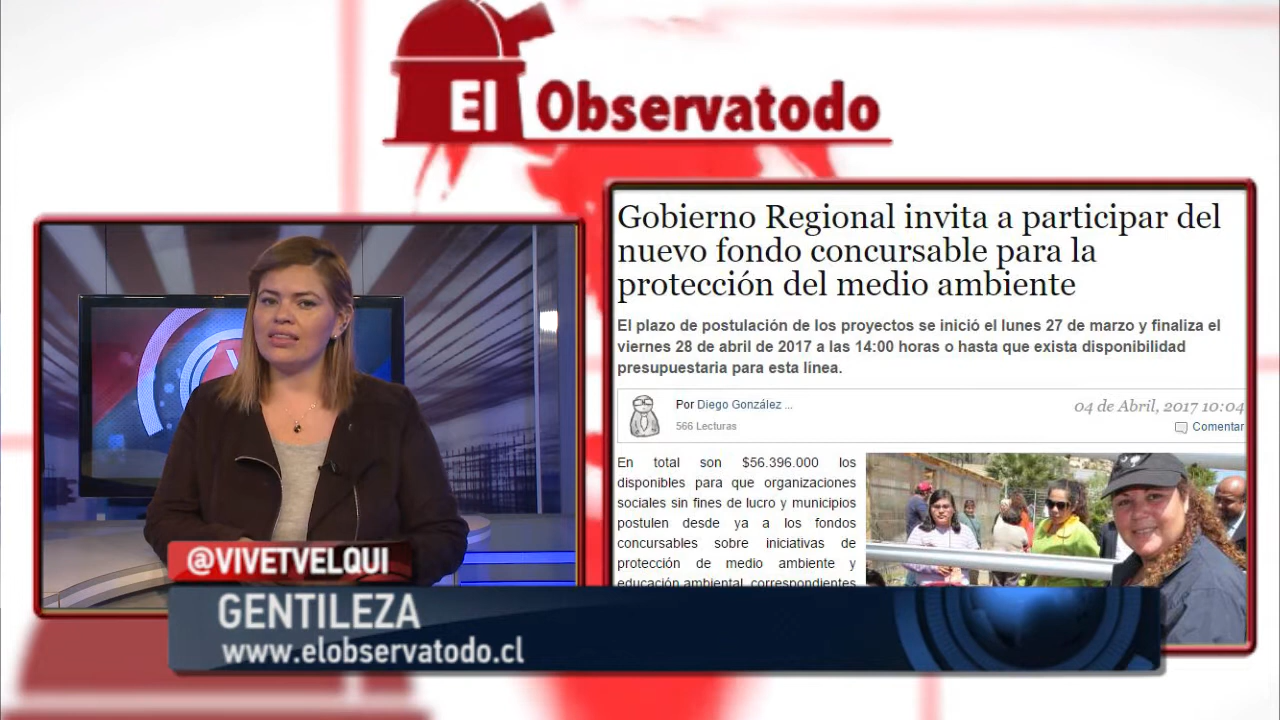 El Observatodo
Gobierno Regional invita a participar del
nuevo fondo concursable para la
protección del medio ambiente
El plazo de postulación de los proyectos se inició el lunes 27 de marzo y finaliza el
viernes 28 de abril de 2017 a las 14:00 horas o hasta que exista disponibilidad
presupuestaria para esta línea.
Por Diego González ...
04 de Abril, 2017 10:04
566 Lecturas
Comentar
En total son $56.396.000 los
disponibles para que organizaciones
sociales sin fines de lucro y municipios
postulen desde ya a los fondos
concursables sobre iniciativas de
protección de medio ambiente y
educación ambiental correspondientes
@VIVETVELQUI
GENTILEZA
www.elobservatodo.cl